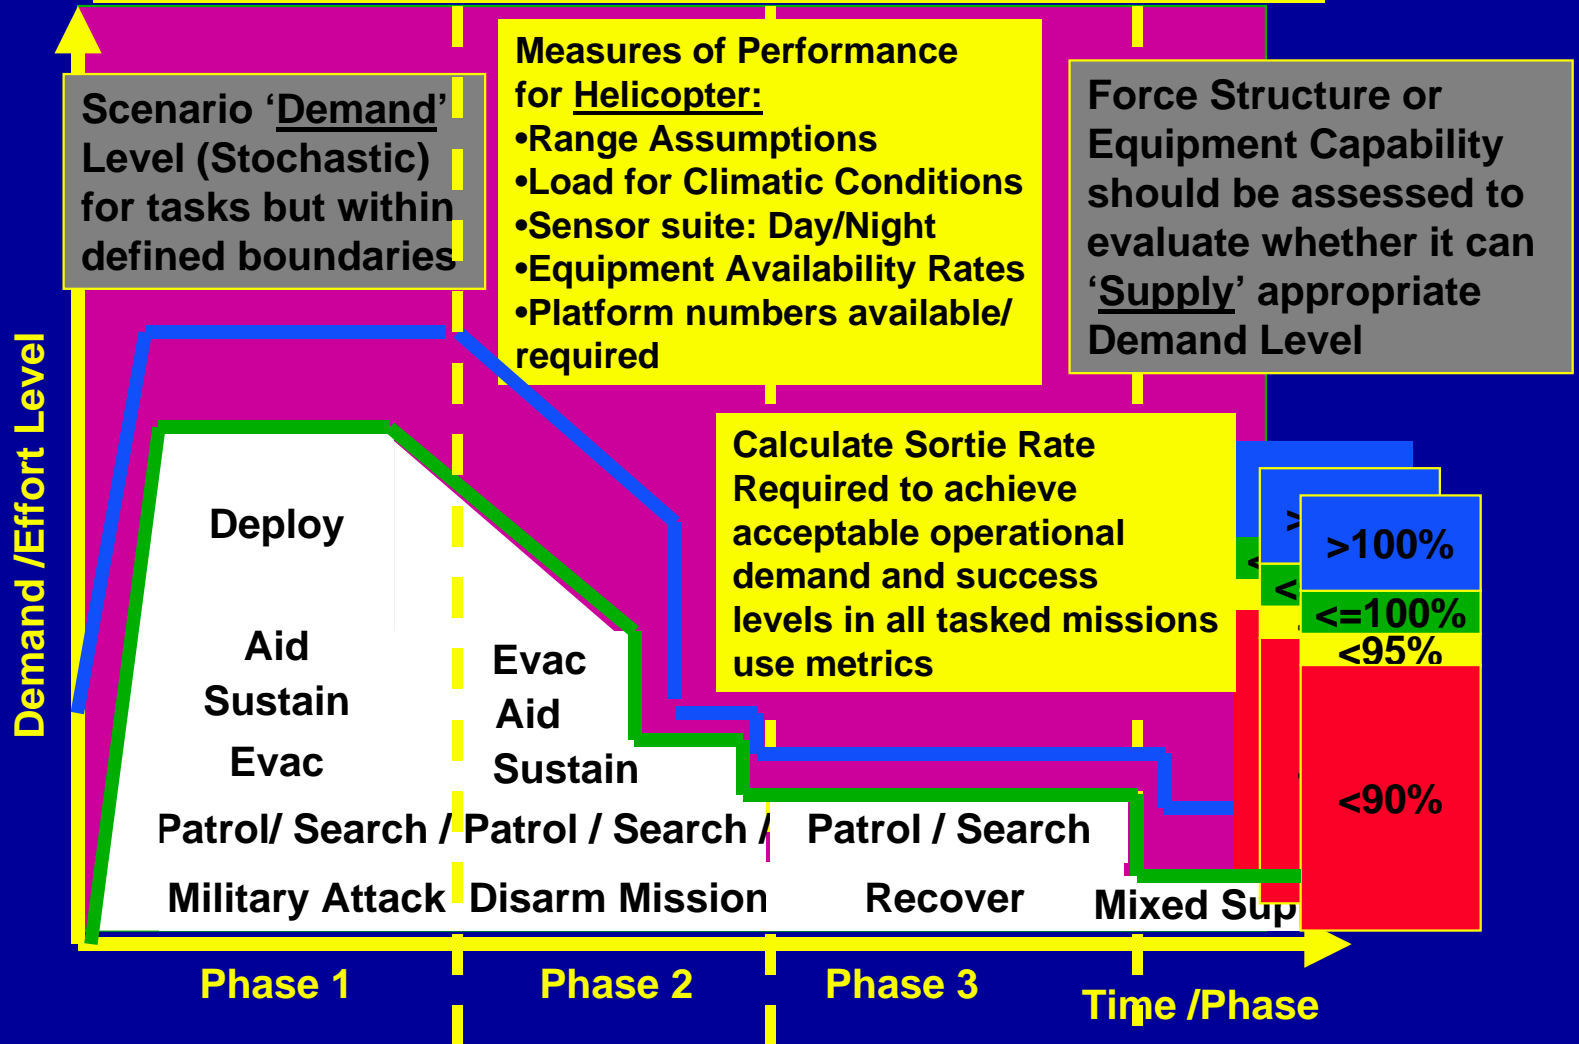 Scenario ‘Demand’
Level (Stochastic)
for tasks but within
defined boundaries
Measures of Performance
for Helicopter:
•Range Assumptions
•Load for Climatic Conditions
•Sensor suite: Day/Night
•Equipment Availability Rates
•Platform numbers available/
required
Force Structure or
Equipment Capability
should be assessed to
evaluate whether it can
‘Supply’ appropriate
Demand Level
Calculate Sortie Rate
Required to achieve
acceptable operational
demand and success
levels in all tasked missions
use metrics
Demand /Effort Level
Deploy
Aid
Sustain
Evac
Patrol/ Search /
Military Attack
Evac
Aid
Sustain
Patrol / Search /
Disarm Mission
Patrol / Search
Recover
Mixed Sup
>
<
<
>100%
<=100%
<95%
<90%
Phase 1
Phase 2
Phase 3
Time /Phase